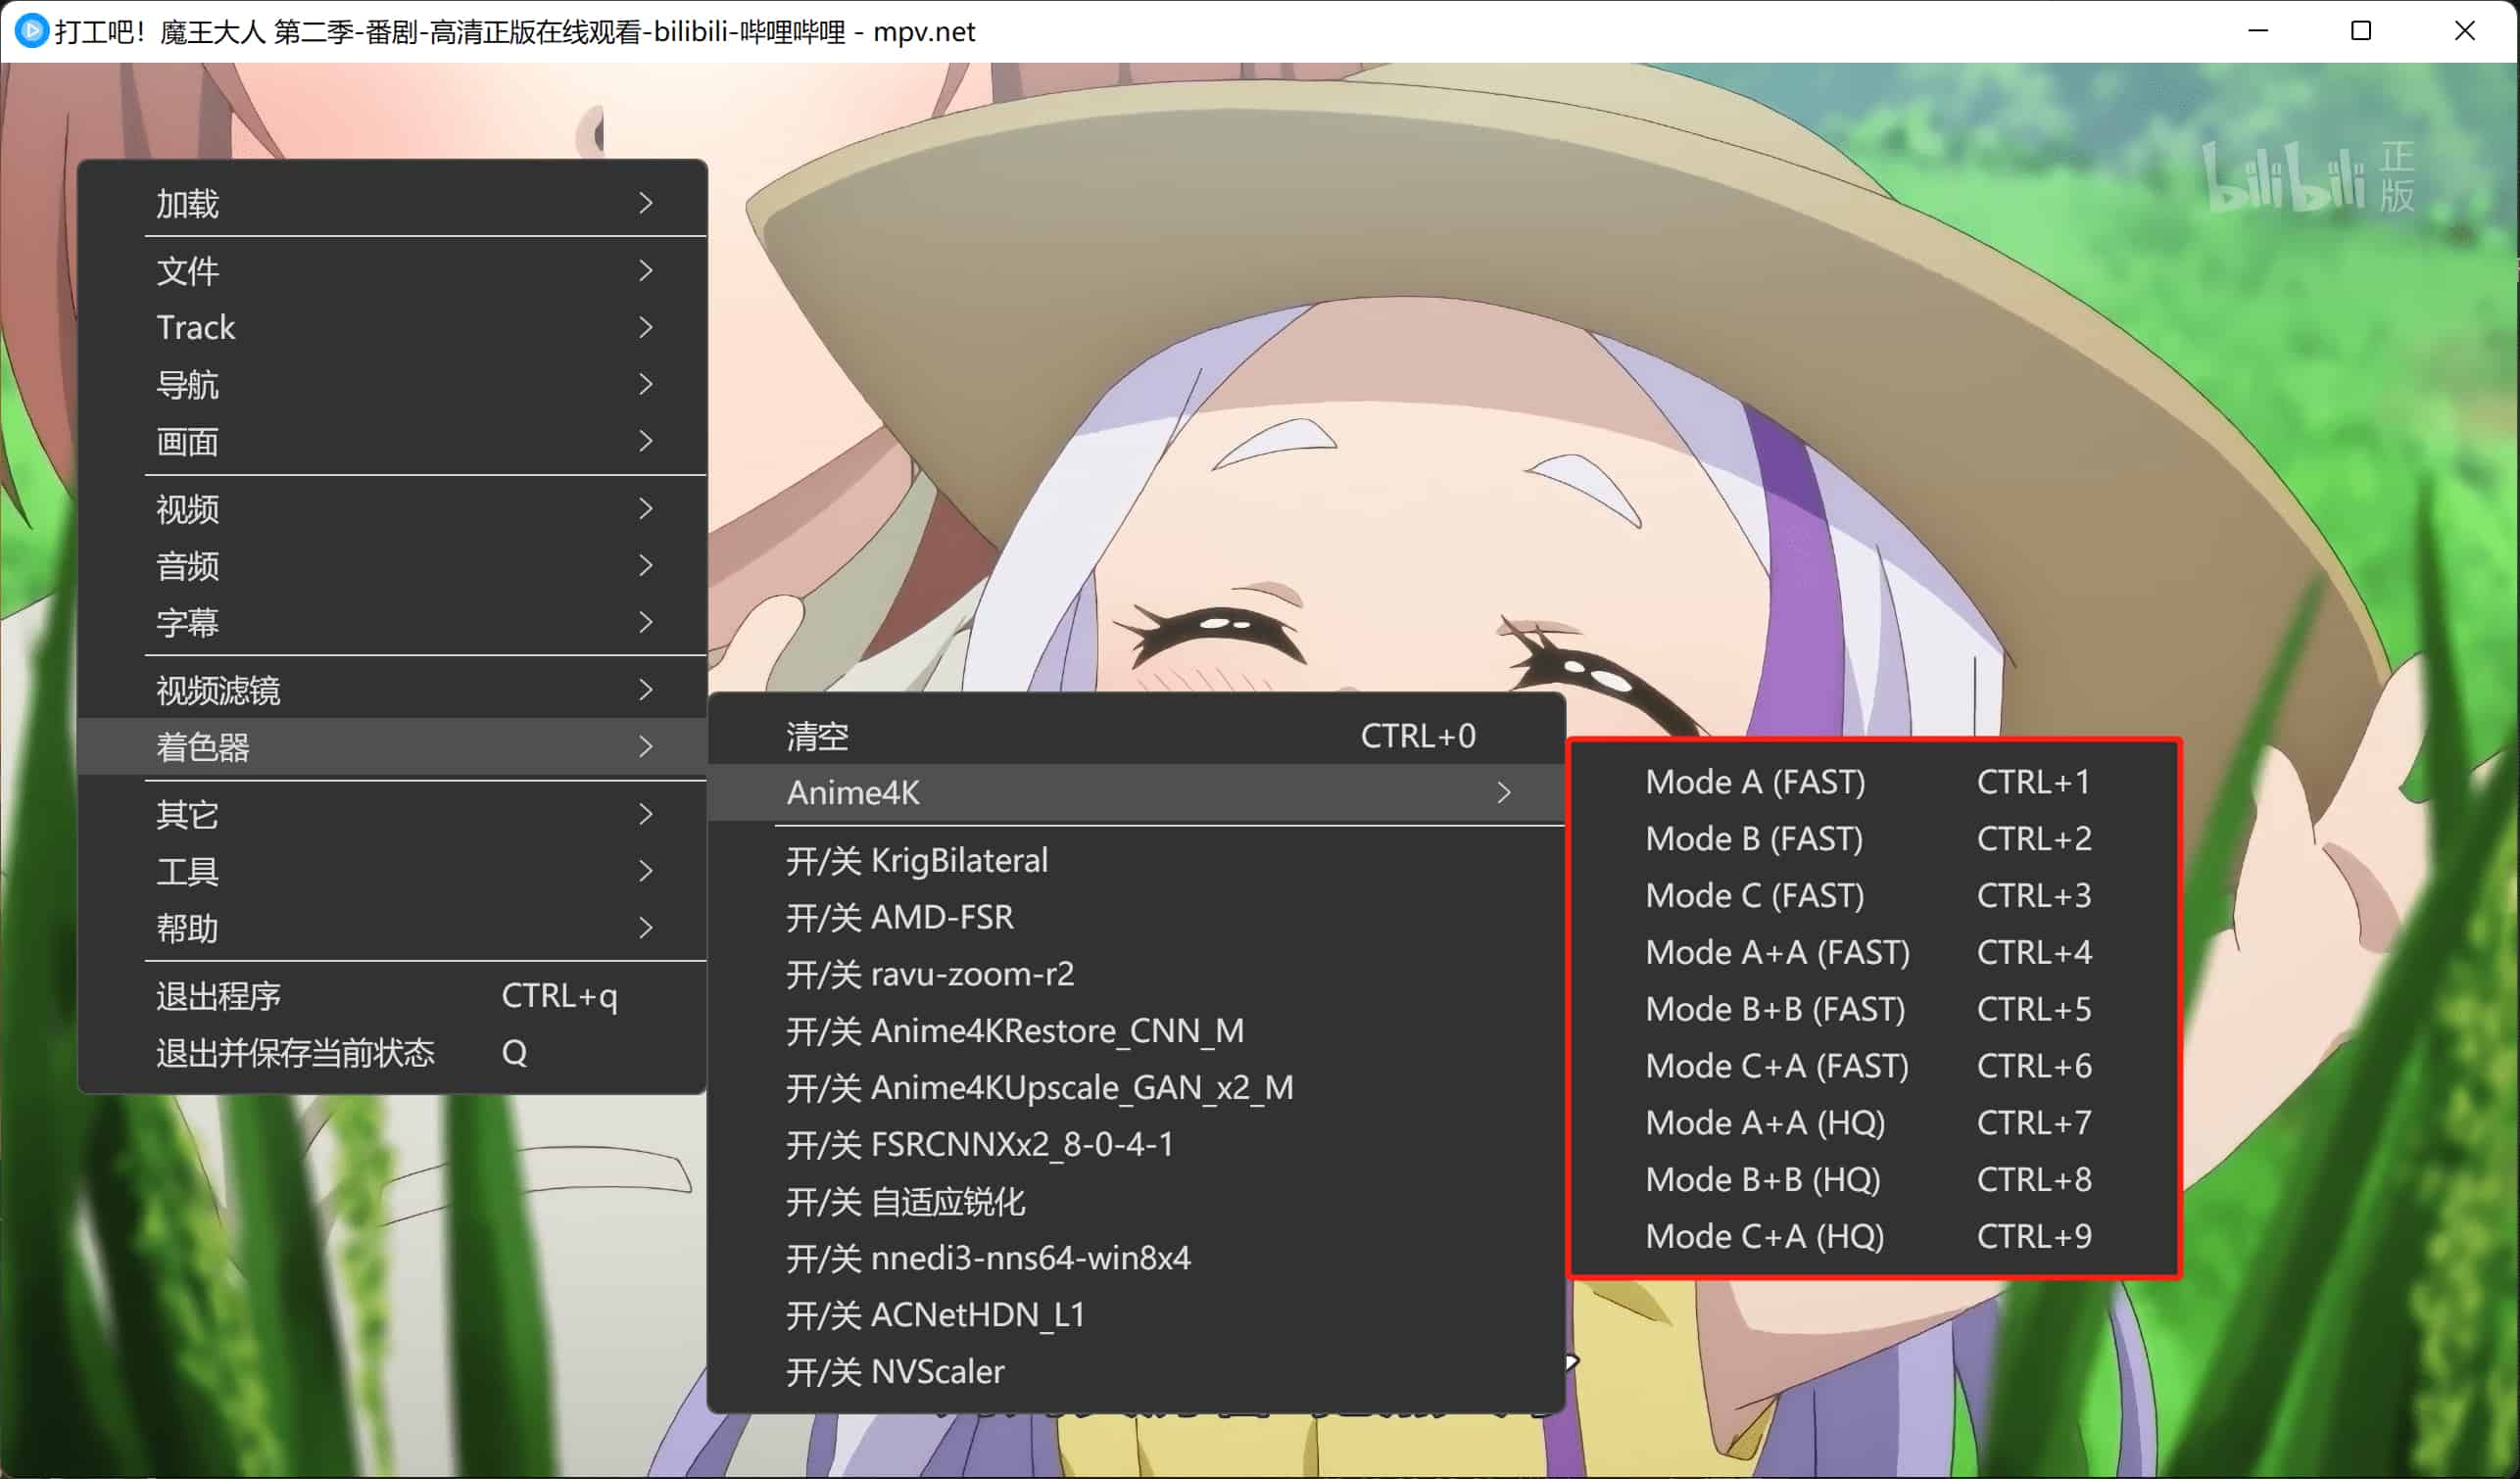 打工吧！魔王大人 第二季-番剧-高清正版在线观看-bilibili-哔哩哔哩 - mpv.net
bilibili 正版
加载
文件
Track
导航
画面
视频
音频
字幕
视频滤镜
着色器
其它
工具
帮助
退出程序 CTRL+q
退出并保存当前状态 Q
清空 CTRL+0
Anime4K
开/关 KrigBilateral
开/关 AMD-FSR
开/关 ravu-zoom-r2
开/关 Anime4KRestore_CNN_M
开/关 Anime4KUpscale_GAN_x2_M
开/关 FSRCNNXx2_8-0-4-1
开/关 自适应锐化
开/关 nnedi3-nns64-win8x4
开/关 ACNetHDN_L1
开/关 NVScaler
Mode A (FAST) CTRL+1
Mode B (FAST) CTRL+2
Mode C (FAST) CTRL+3
Mode A+A (FAST) CTRL+4
Mode B+B (FAST) CTRL+5
Mode C+A (FAST) CTRL+6
Mode A+A (HQ) CTRL+7
Mode B+B (HQ) CTRL+8
Mode C+A (HQ) CTRL+9